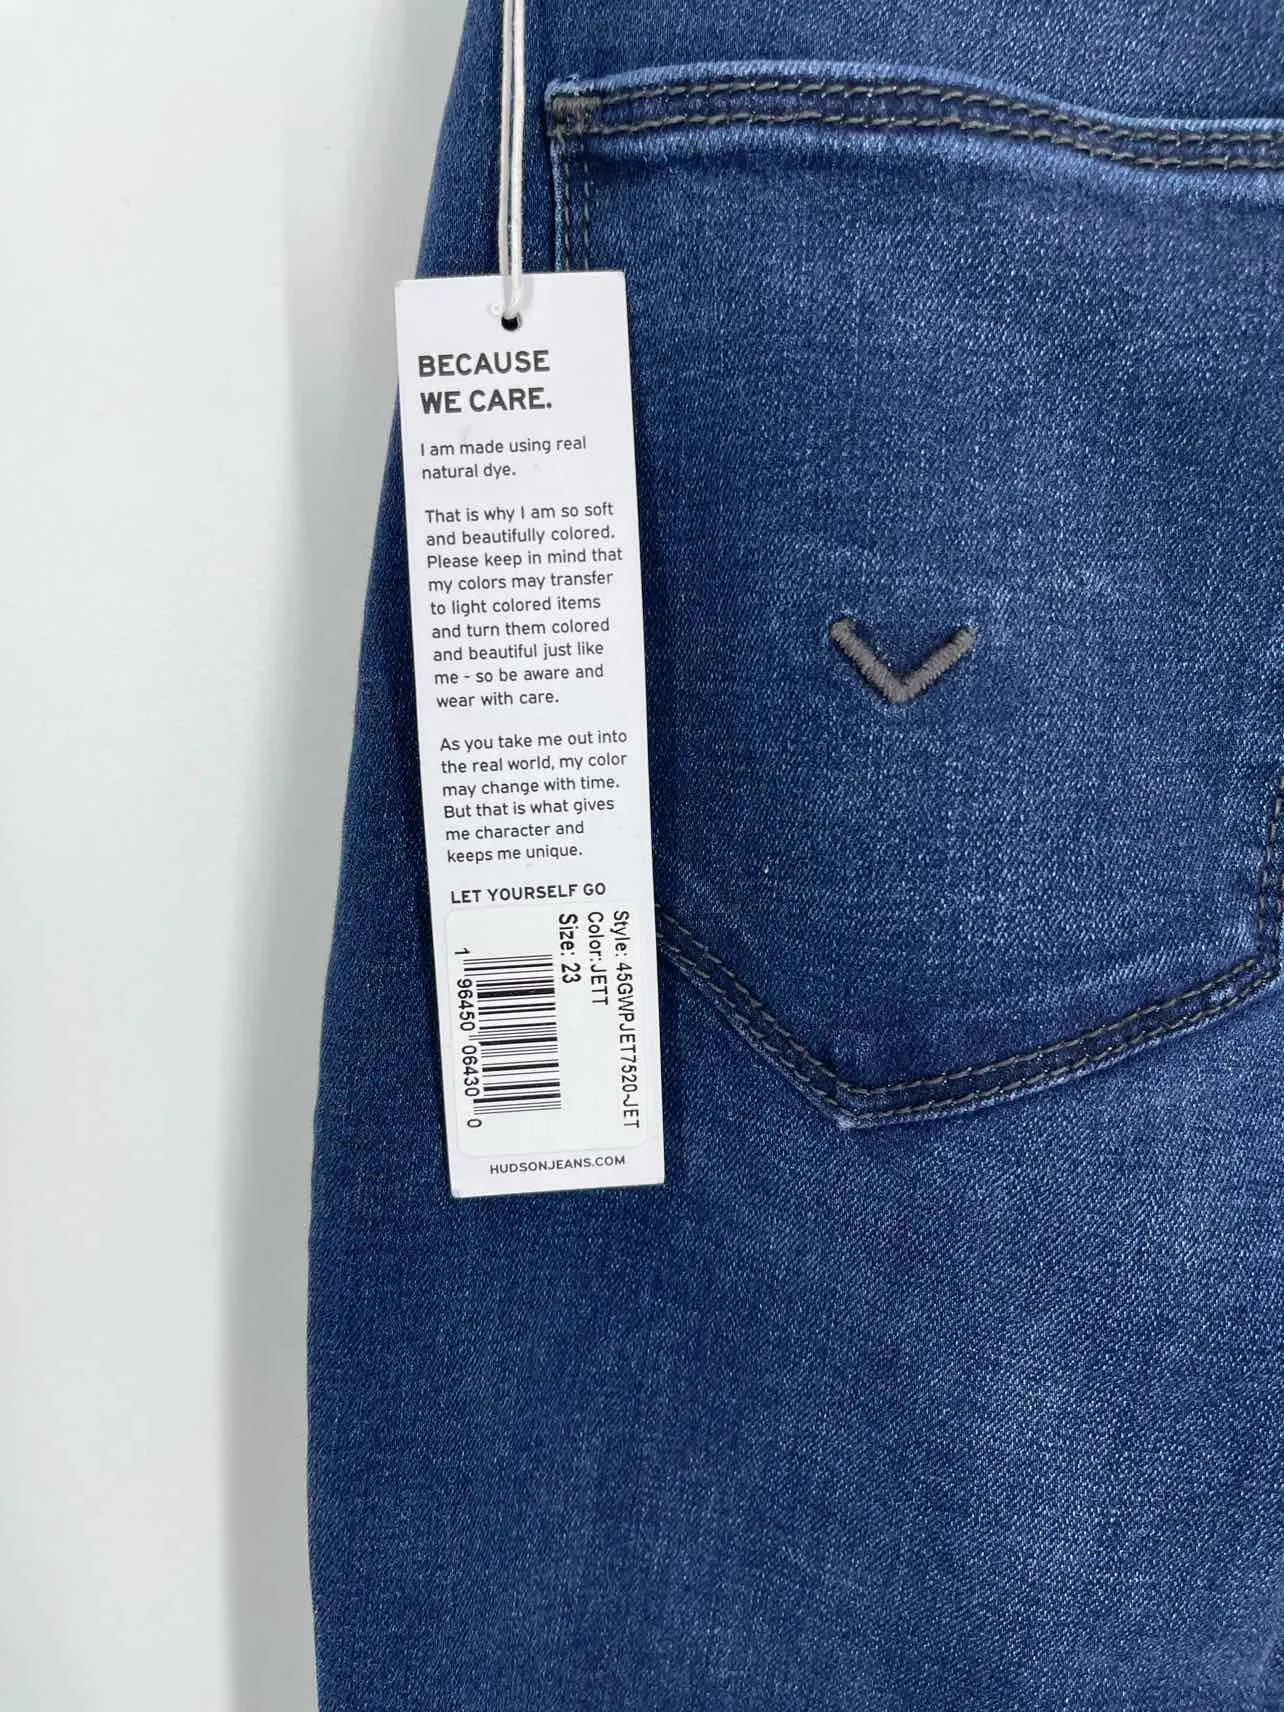 BECAUSE
WE CARE.
I am made using real
natural dye.
That is why I am so soft
and beautifully colored.
Please keep in mind that
my colors may transfer
to light colored items
and turn them colored
and beautiful just like
me - so be aware and
wear with care.
As you take me out into
the real world, my color
may change with time.
But that is what gives
me character and
keeps me unique.
LET YOURSELF GO
Style: 45GWPJET7520-JET
Color:JETT
Size: 23
1 96450 06430 0
HUDSONJEANS.COM